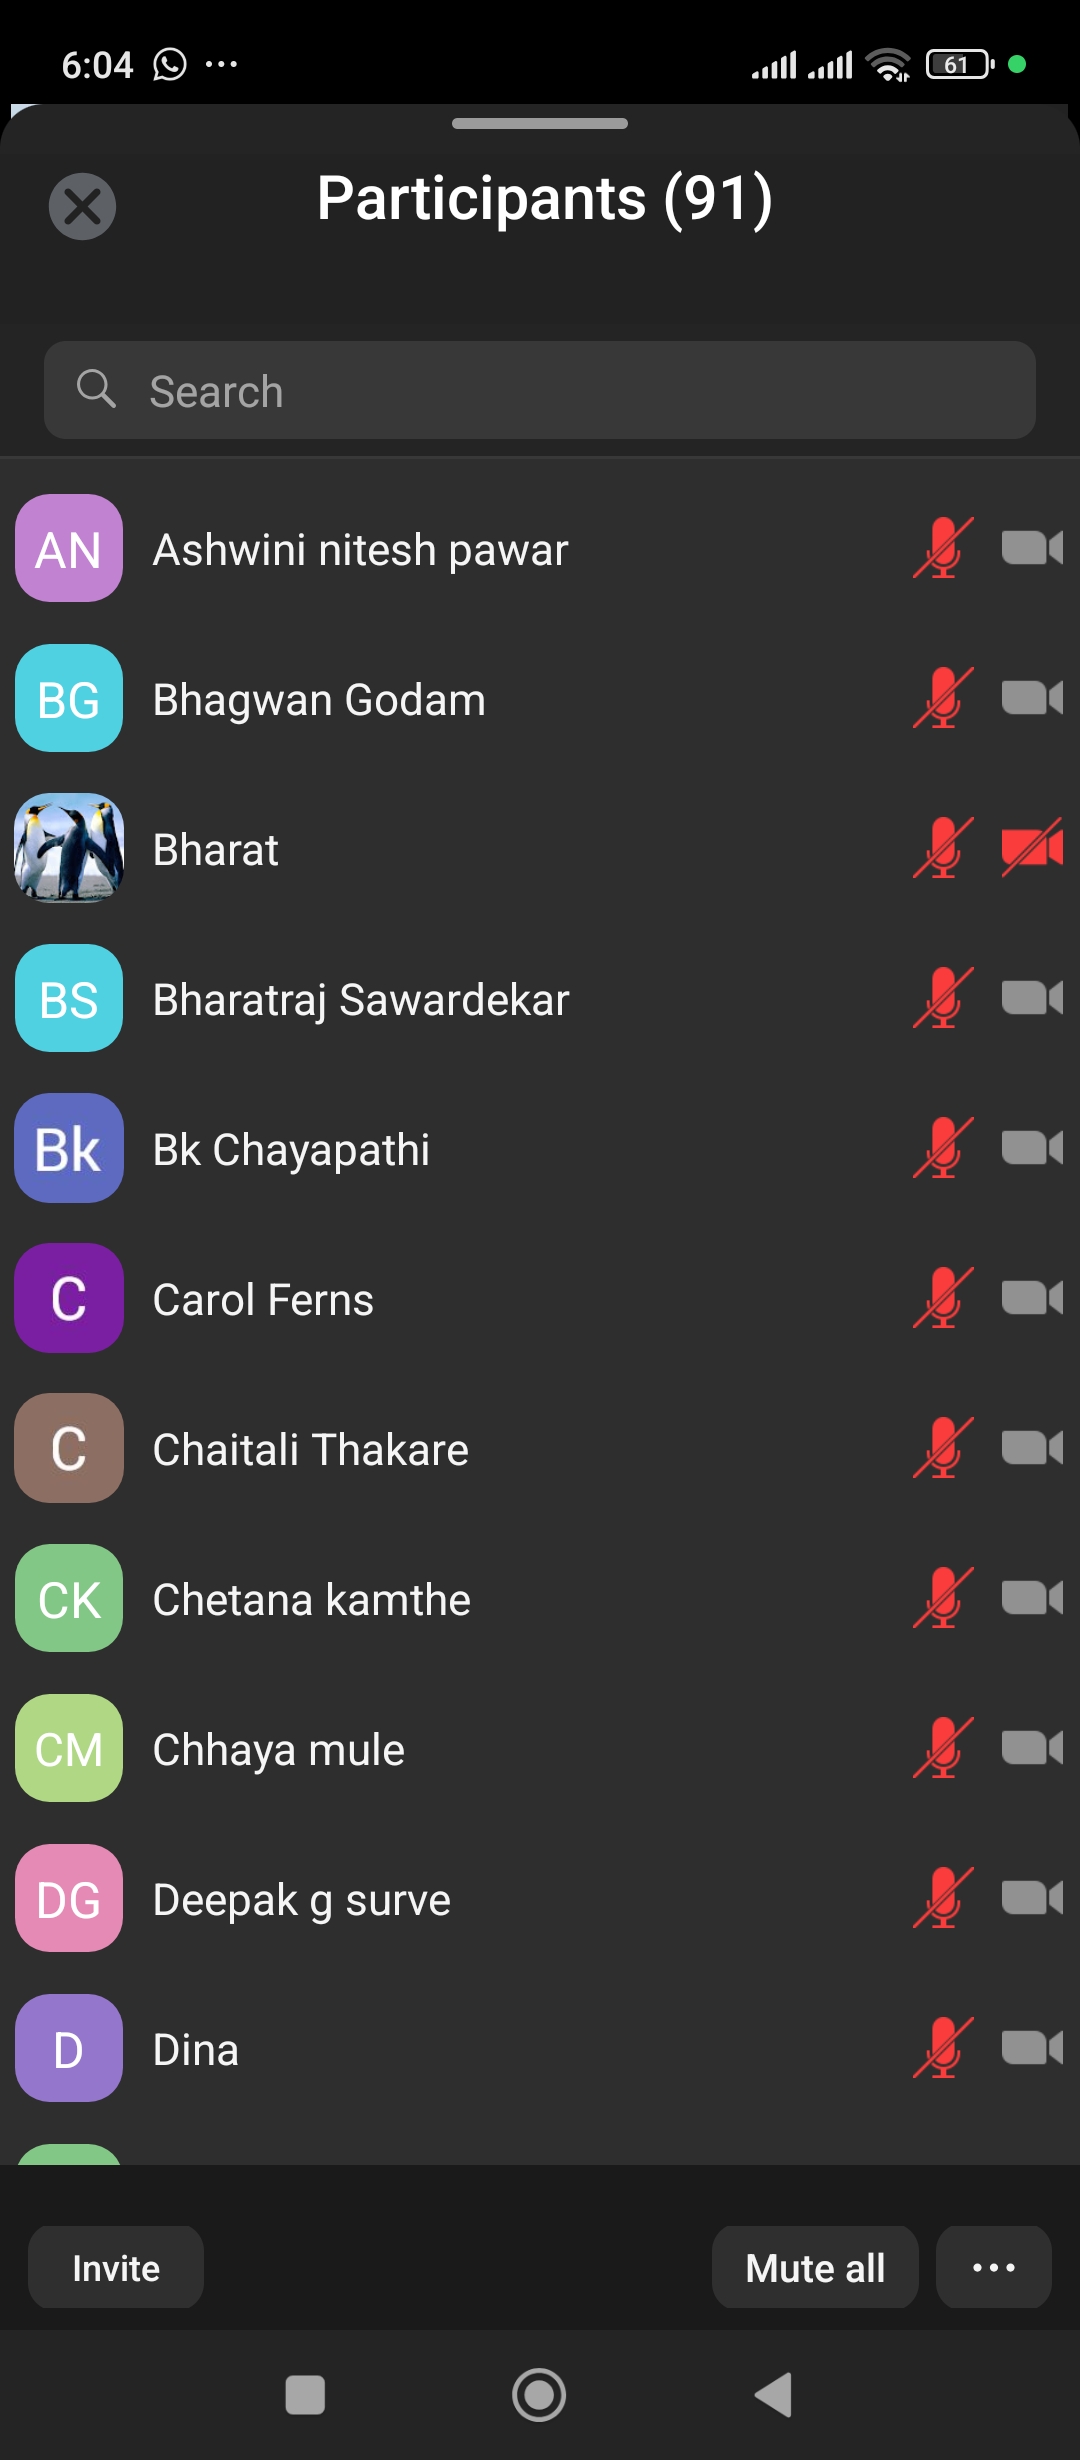 6:04
61
Participants (91)
Search
AN Ashwini nitesh pawar
BG Bhagwan Godam
Bharat
BS Bharatraj Sawardekar
Bk Bk Chayapathi
C Carol Ferns
C Chaitali Thakare
CK Chetana kamthe
CM Chhaya mule
DG Deepak g surve
D Dina
Invite Mute all